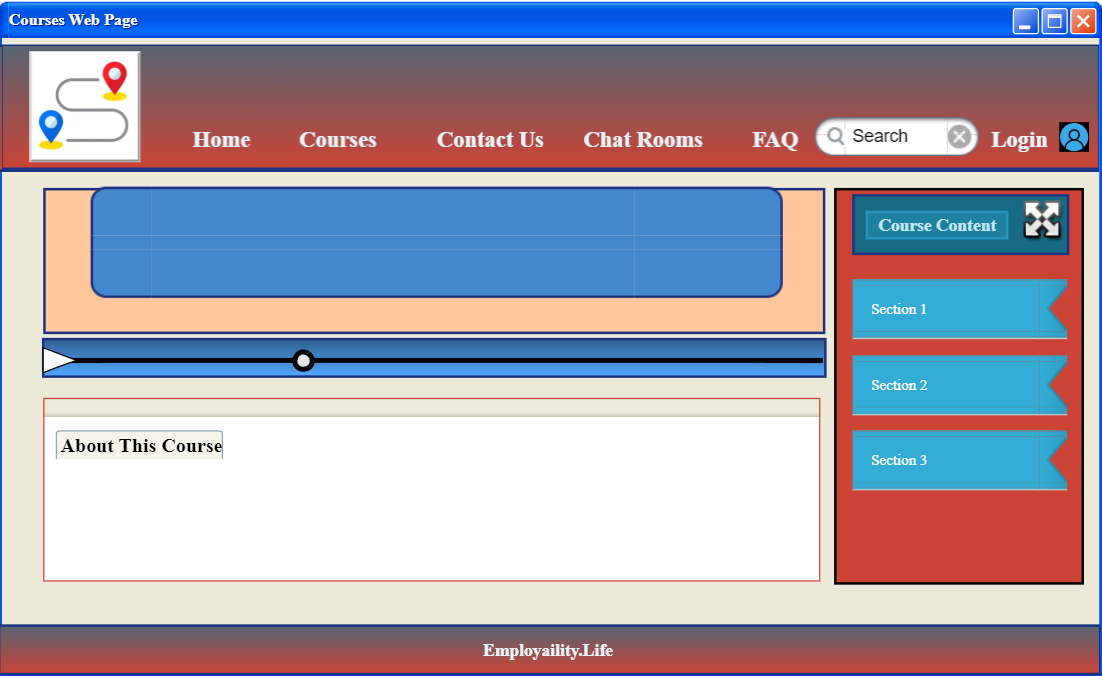 Courses Web Page
Home Courses Contact Us Chat Rooms FAQ Search Login
Course Content
Section 1
Section 2
Section 3
About This Course
Employaility.Life